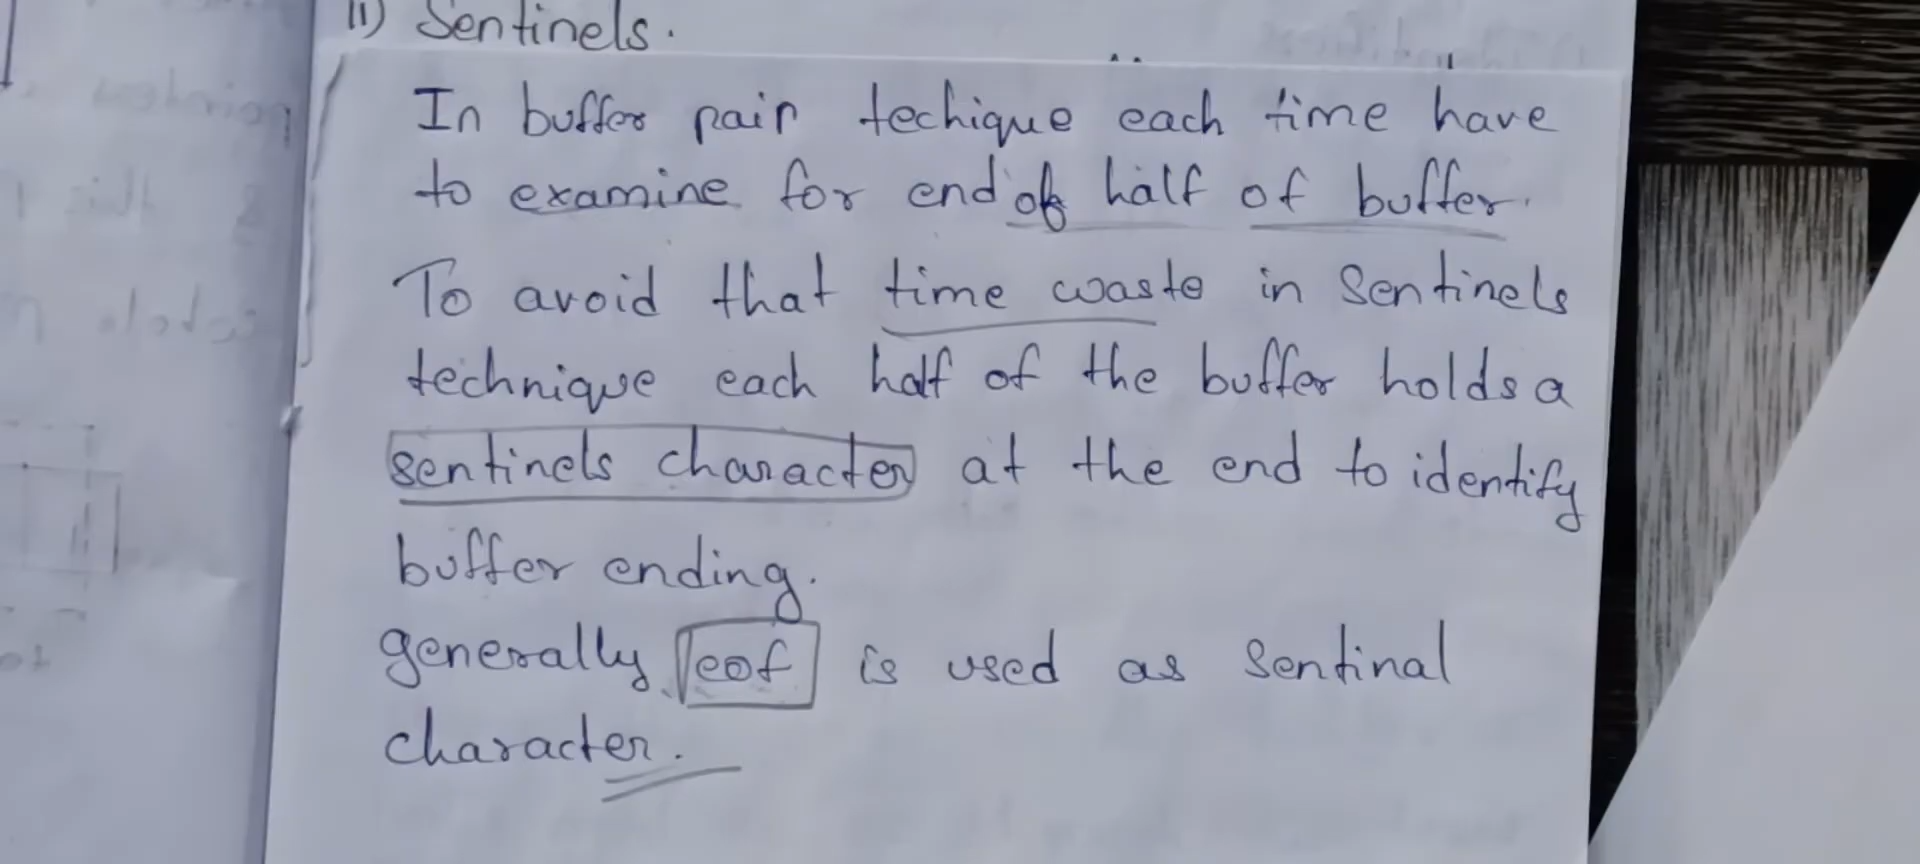 11) Sentinels.
In buffer pair techique each time have
to examine for end of half of buffer.
To avoid that time waste in Sentinels
technique each half of the buffer holds a
sentinels character at the end to identify
buffer ending.
generally eof is used as Sentinal
character.